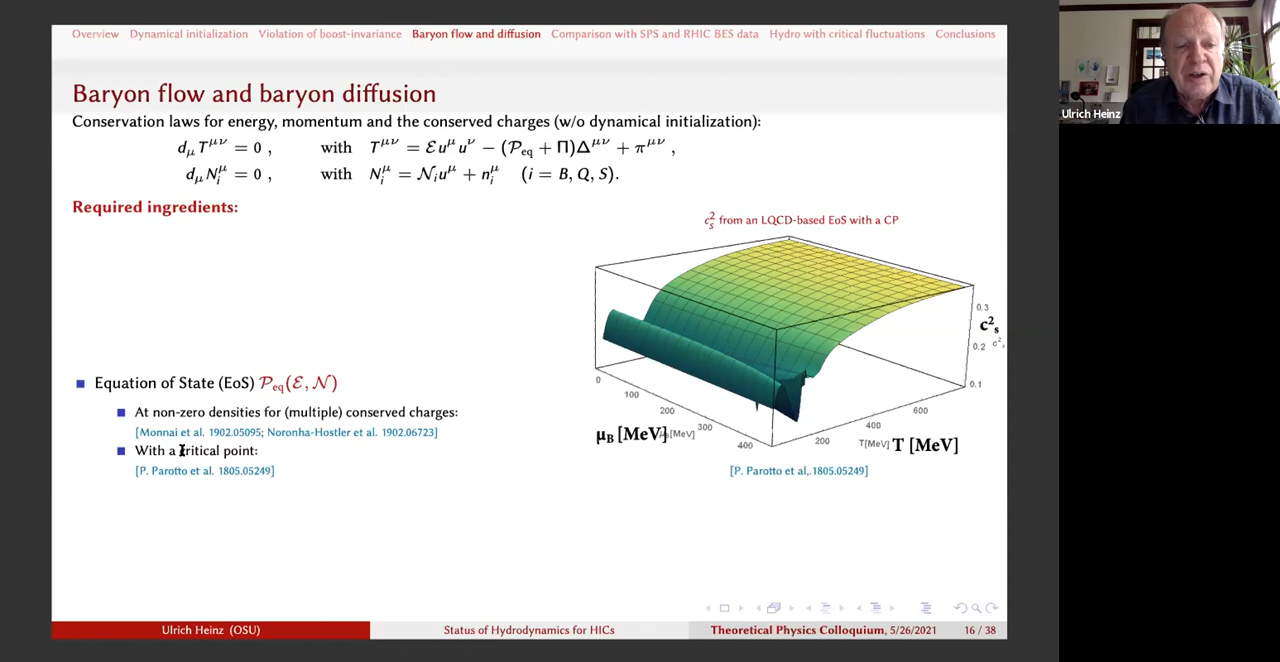 Overview Dynamical initialization Violation of boost-invariance Baryon flow and diffusion Comparison with SPS and RHIC BES data Hydro with critical fluctuations Conclusions
Ulrich Heinz
Baryon flow and baryon diffusion
Conservation laws for energy, momentum and the conserved charges (w/o dynamical initialization):
d_μ T^{μν} = 0 , with T^{μν} = ℰu^μ u^ν − (𝒫_eq + Π)Δ^{μν} + π^{μν} ,
d_μ N_i^μ = 0 , with N_i^μ = 𝒩_i u^μ + n_i^μ (i = B, Q, S).
Required ingredients:
c_s^2 from an LQCD-based EoS with a CP
0.3
c²_s
0.2 c²_s
0.1
0
100
200
300
400
μ_B [MeV]
[MeV]
200
400
600
T[MeV] T [MeV]
Equation of State (EoS) 𝒫_eq(ℰ, 𝒩)
At non-zero densities for (multiple) conserved charges:
[Monnai et al. 1902.05095; Noronha-Hostler et al. 1902.06723]
With a critical point:
[P. Parotto et al. 1805.05249]
[P. Parotto et al,.1805.05249]
Ulrich Heinz (OSU) Status of Hydrodynamics for HICs Theoretical Physics Colloquium, 5/26/2021 16 / 38